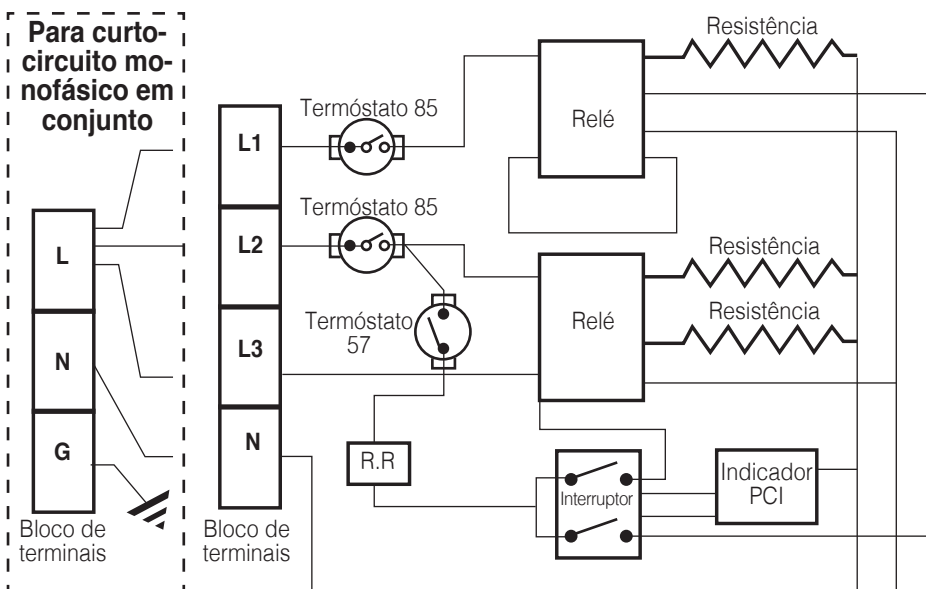 Para curto-
circuito mo-
nofásico em
conjunto
L
N
G
Bloco de
terminais
L1
L2
L3
N
Bloco de
terminais
Termóstato 85
Termóstato 85
Termóstato
57
R.R
Relé
Relé
Resistência
Resistência
Resistência
Interruptor
Indicador
PCI